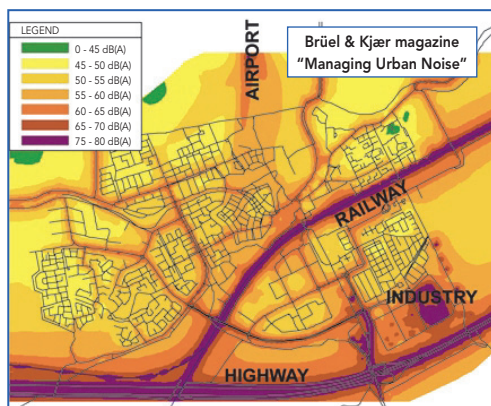 LEGEND
0 - 45 dB(A)
45 - 50 dB(A)
50 - 55 dB(A)
55 - 60 dB(A)
60 - 65 dB(A)
65 - 70 dB(A)
75 - 80 dB(A)
AIRPORT
Brüel & Kjær magazine
“Managing Urban Noise”
RAILWAY
INDUSTRY
HIGHWAY